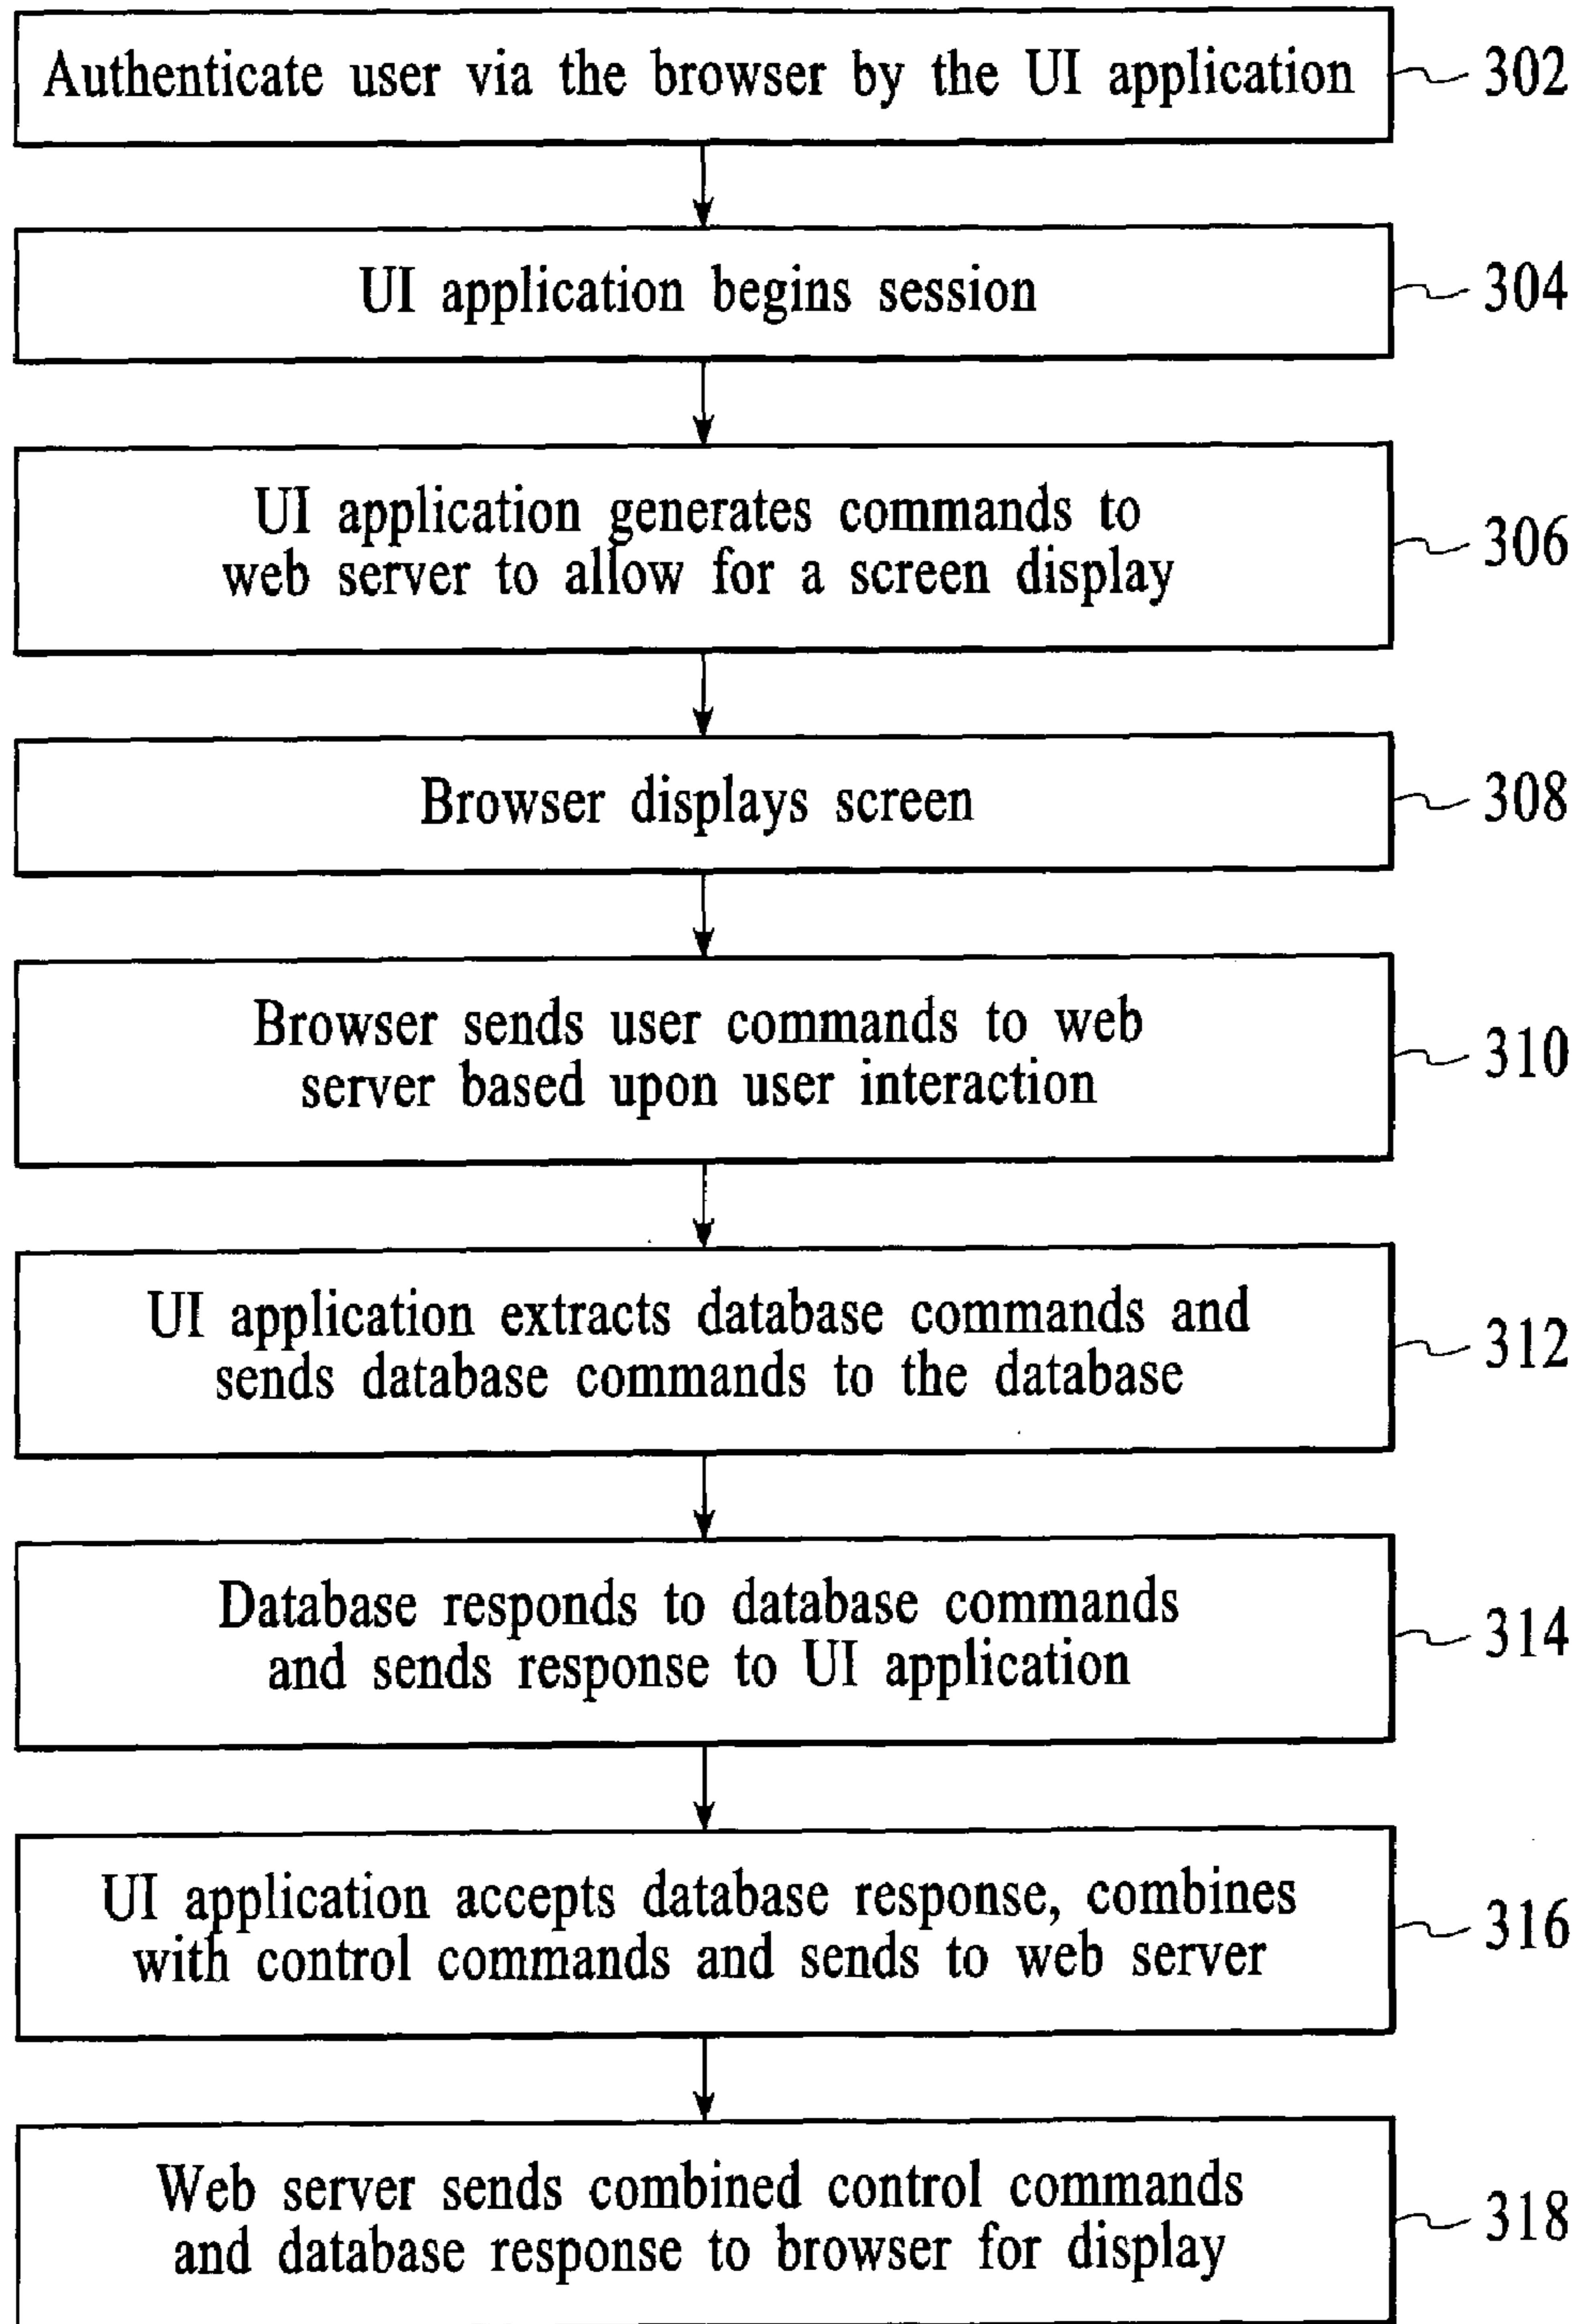 Authenticate user via the browser by the UI application
302
UI application begins session
304
UI application generates commands to
web server to allow for a screen display
306
Browser displays screen
308
Browser sends user commands to web
server based upon user interaction
310
UI application extracts database commands and
sends database commands to the database
312
Database responds to database commands
and sends response to UI application
314
UI application accepts database response, combines
with control commands and sends to web server
316
Web server sends combined control commands
and database response to browser for display
318